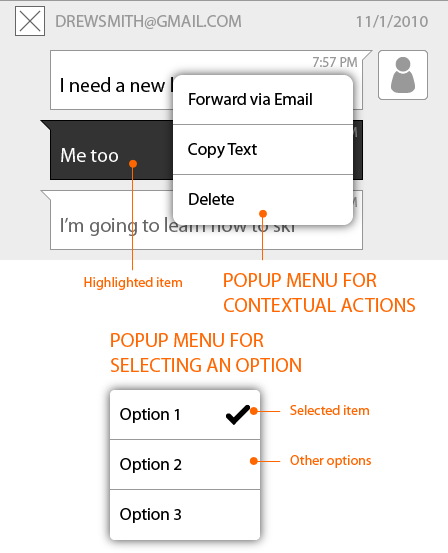 DREWSMITH@GMAIL.COM 11/1/2010
7:57 PM
I need a new
Forward via Email
Copy Text
Delete
Me too
M
M
I'm going to learn how to ski
Highlighted item
POPUP MENU FOR
CONTEXTUAL ACTIONS
POPUP MENU FOR
SELECTING AN OPTION
Option 1
Selected item
Option 2
Other options
Option 3